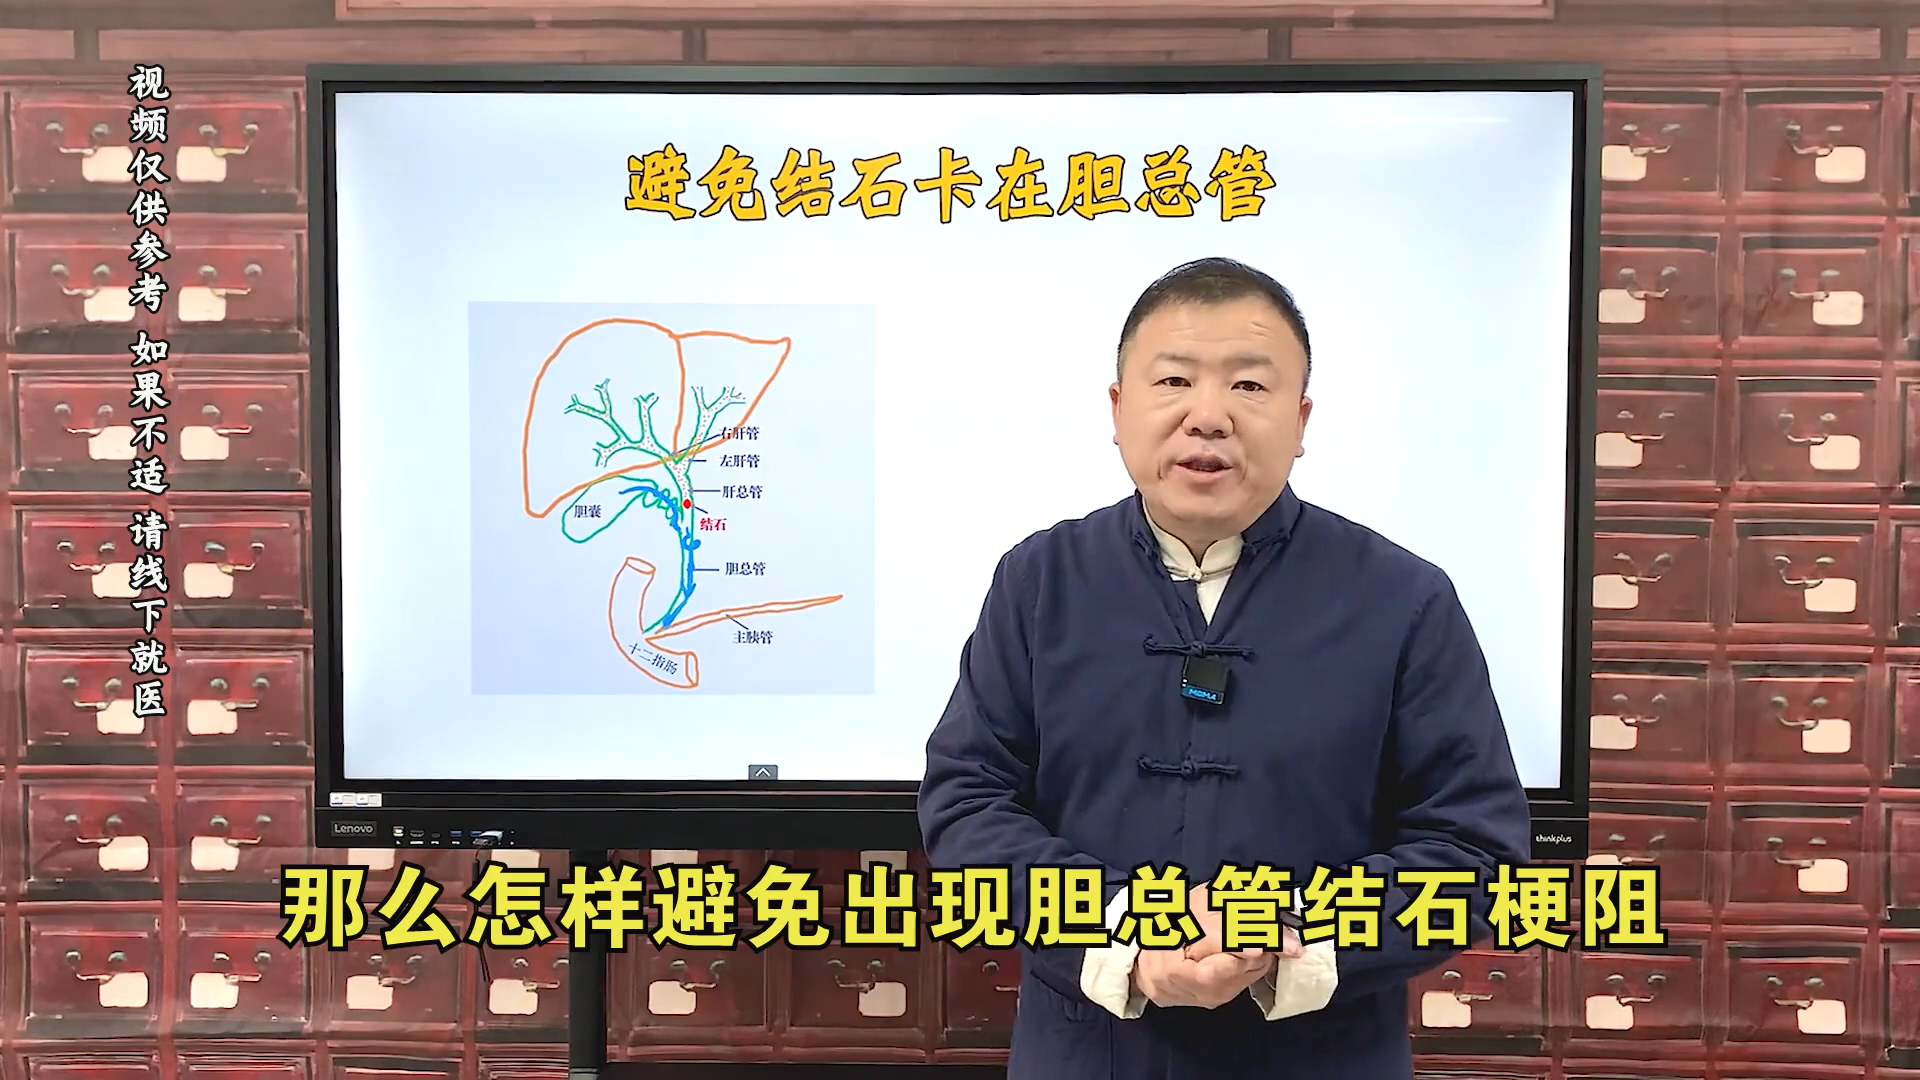 视频仅供参考 如果不适 请线下就医
避免结石卡在胆总管
右肝管
左肝管
肝总管
胆囊
结石
胆总管
主胰管
十二指肠
MOMA
Lenovo
thinkplus
那么怎样避免出现胆总管结石梗阻